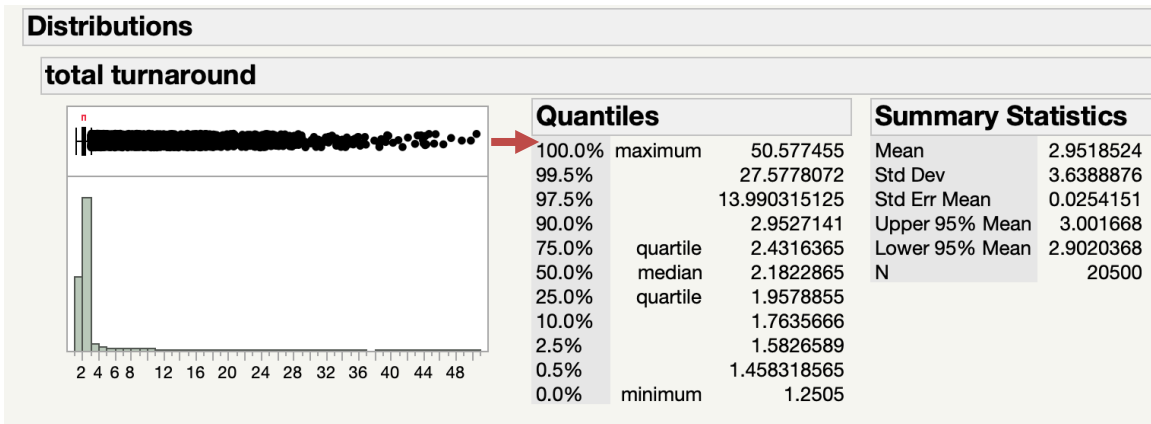 Distributions
total turnaround
2 4 6 8 12 16 20 24 28 32 36 40 44 48
Quantiles
100.0% maximum 50.577455
99.5% 27.5778072
97.5% 13.990315125
90.0% 2.9527141
75.0% quartile 2.4316365
50.0% median 2.1822865
25.0% quartile 1.9578855
10.0% 1.7635666
2.5% 1.5826589
0.5% 1.458318565
0.0% minimum 1.2505
Summary Statistics
Mean 2.9518524
Std Dev 3.6388876
Std Err Mean 0.0254151
Upper 95% Mean 3.001668
Lower 95% Mean 2.9020368
N 20500